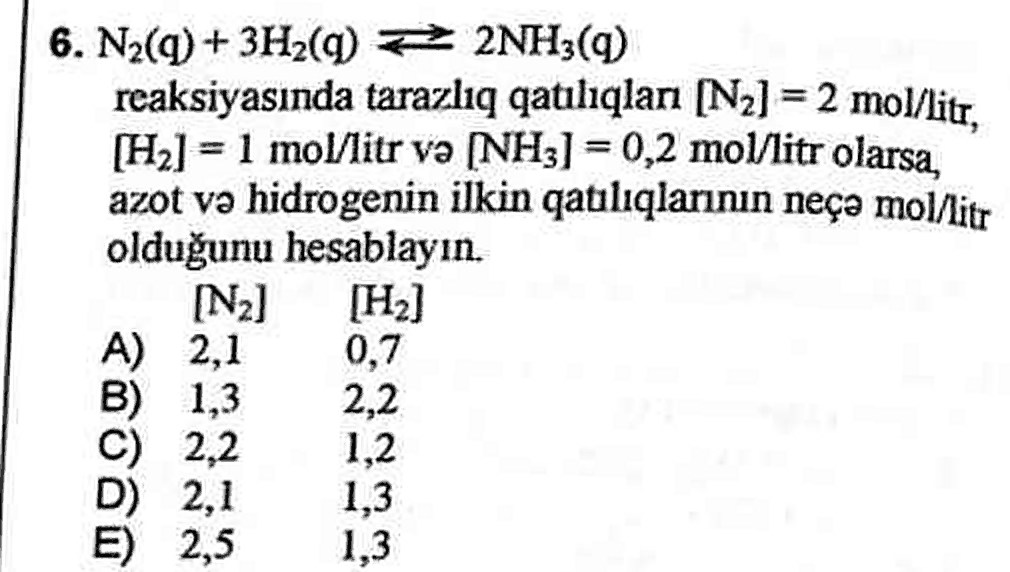 6. N₂(q) + 3H₂(q) ⇄ 2NH₃(q)
reaksiyasında tarazlıq qatılıqları [N₂] = 2 mol/litr,
[H₂] = 1 mol/litr və [NH₃] = 0,2 mol/litr olarsa,
azot və hidrogenin ilkin qatılıqlarının neçə mol/litr
olduğunu hesablayın.
[N₂] [H₂]
A) 2,1 0,7
B) 1,3 2,2
C) 2,2 1,2
D) 2,1 1,3
E) 2,5 1,3